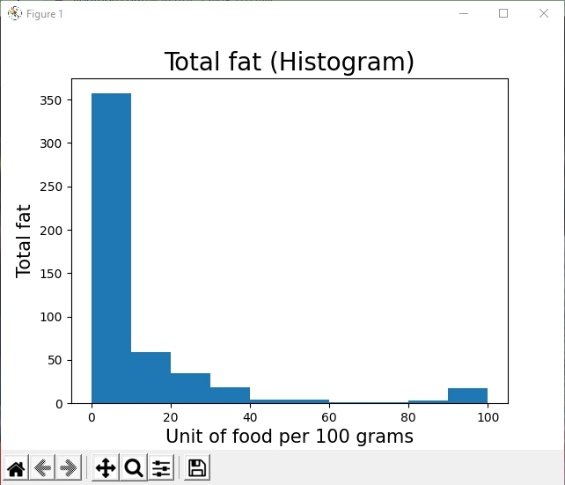 Figure 1
Total fat (Histogram)
350
300
250
200
150
100
50
0
Total fat
0 20 40 60 80 100
Unit of food per 100 grams